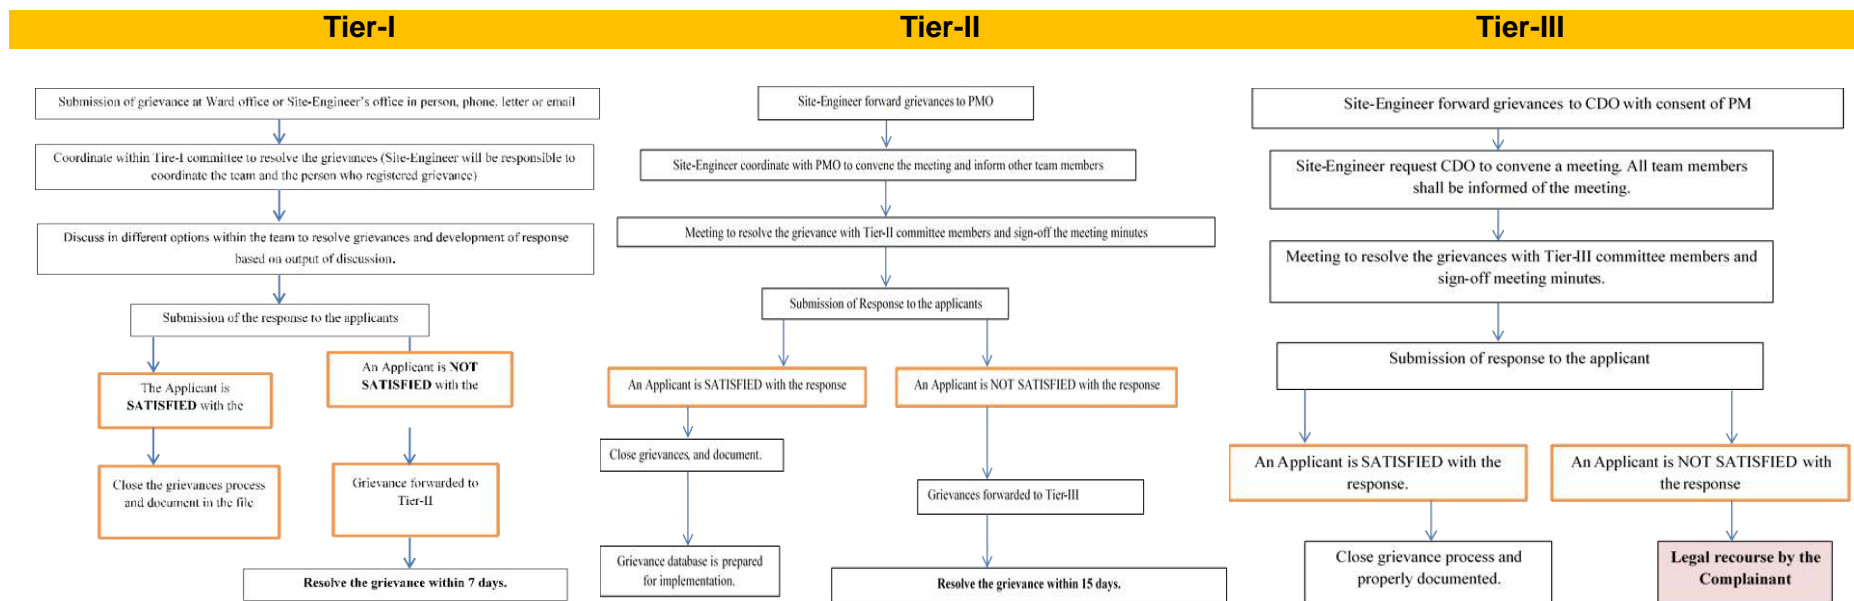 Tier-I
Submission of grievance at Ward office or Site-Engineer's office in person, phone, letter or email
Coordinate within Tire-I committee to resolve the grievances (Site-Engineer will be responsible to
coordinate the team and the person who registered grievance)
Discuss in different options within the team to resolve grievances and development of response
based on output of discussion.
Submission of the response to the applicants
The Applicant is
SATISFIED with the
An Applicant is NOT
SATISFIED with the
Close the grievances process
and document in the file
Grievance forwarded to
Tier-II
Resolve the grievance within 7 days.
Tier-II
Site-Engineer forward grievances to PMO
Site-Engineer coordinate with PMO to convene the meeting and inform other team members
Meeting to resolve the grievance with Tier-II committee members and sign-off the meeting minutes
Submission of Response to the applicants
An Applicant is SATISFIED with the response
An Applicant is NOT SATISFIED with the response
Close grievances, and document.
Grievances forwarded to Tier-III
Grievance database is prepared
for implementation.
Resolve the grievance within 15 days.
Tier-III
Site-Engineer forward grievances to CDO with consent of PM
Site-Engineer request CDO to convene a meeting. All team members
shall be informed of the meeting.
Meeting to resolve the grievances with Tier-III committee members and
sign-off meeting minutes.
Submission of response to the applicant
An Applicant is SATISFIED with the
response.
An Applicant is NOT SATISFIED with
the response
Close grievance process and
properly documented.
Legal recourse by the
Complainant